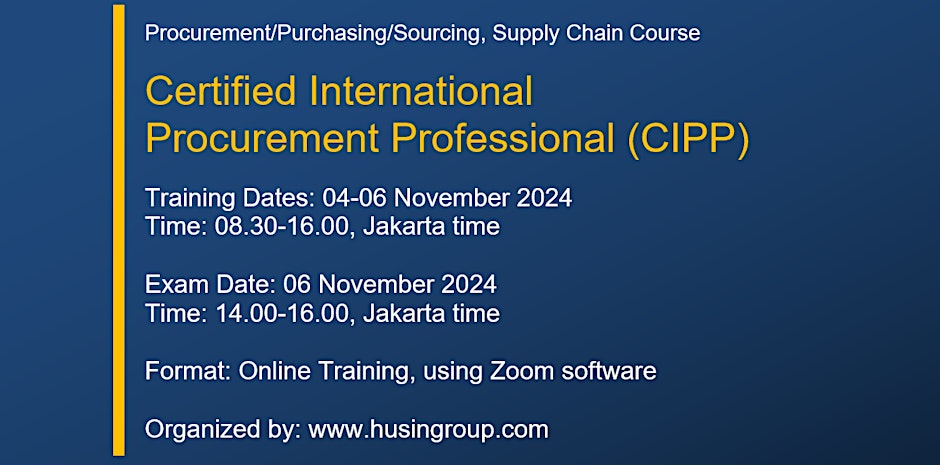 Procurement/Purchasing/Sourcing, Supply Chain Course
Certified International
Procurement Professional (CIPP)
Training Dates: 04-06 November 2024
Time: 08.30-16.00, Jakarta time
Exam Date: 06 November 2024
Time: 14.00-16.00, Jakarta time
Format: Online Training, using Zoom software
Organized by: www.husingroup.com